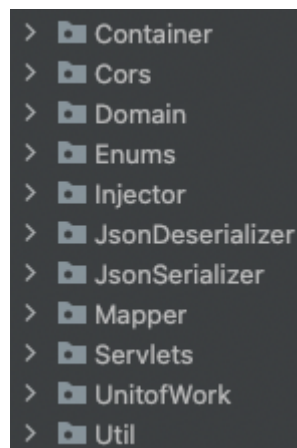 Container
Cors
Domain
Enums
Injector
JsonDeserializer
JsonSerializer
Mapper
Servlets
UnitofWork
Util